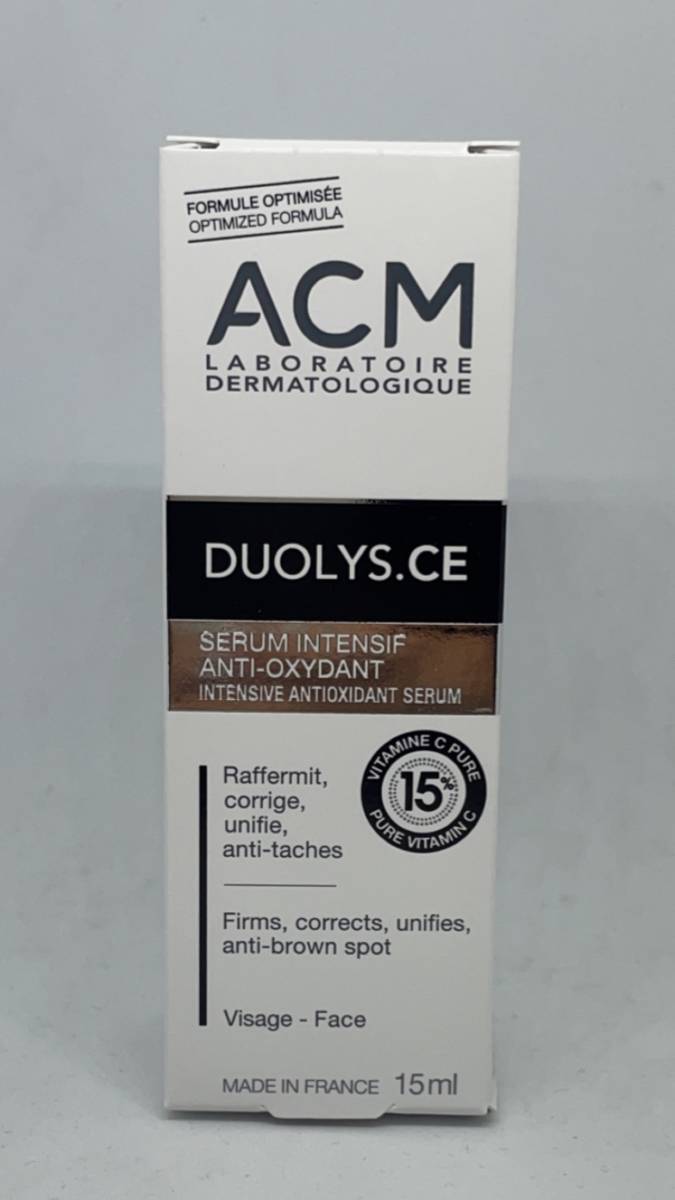 FORMULE OPTIMISÉE
OPTIMIZED FORMULA
ACM
LABORATOIRE
DERMATOLOGIQUE
DUOLYS.CE
SERUM INTENSIF
ANTI-OXYDANT
INTENSIVE ANTIOXIDANT SERUM
VITAMINE C PURE
15%
PURE VITAMIN C
Raffermit,
corrige,
unifie,
anti-taches
Firms, corrects, unifies,
anti-brown spot
Visage - Face
MADE IN FRANCE 15ml